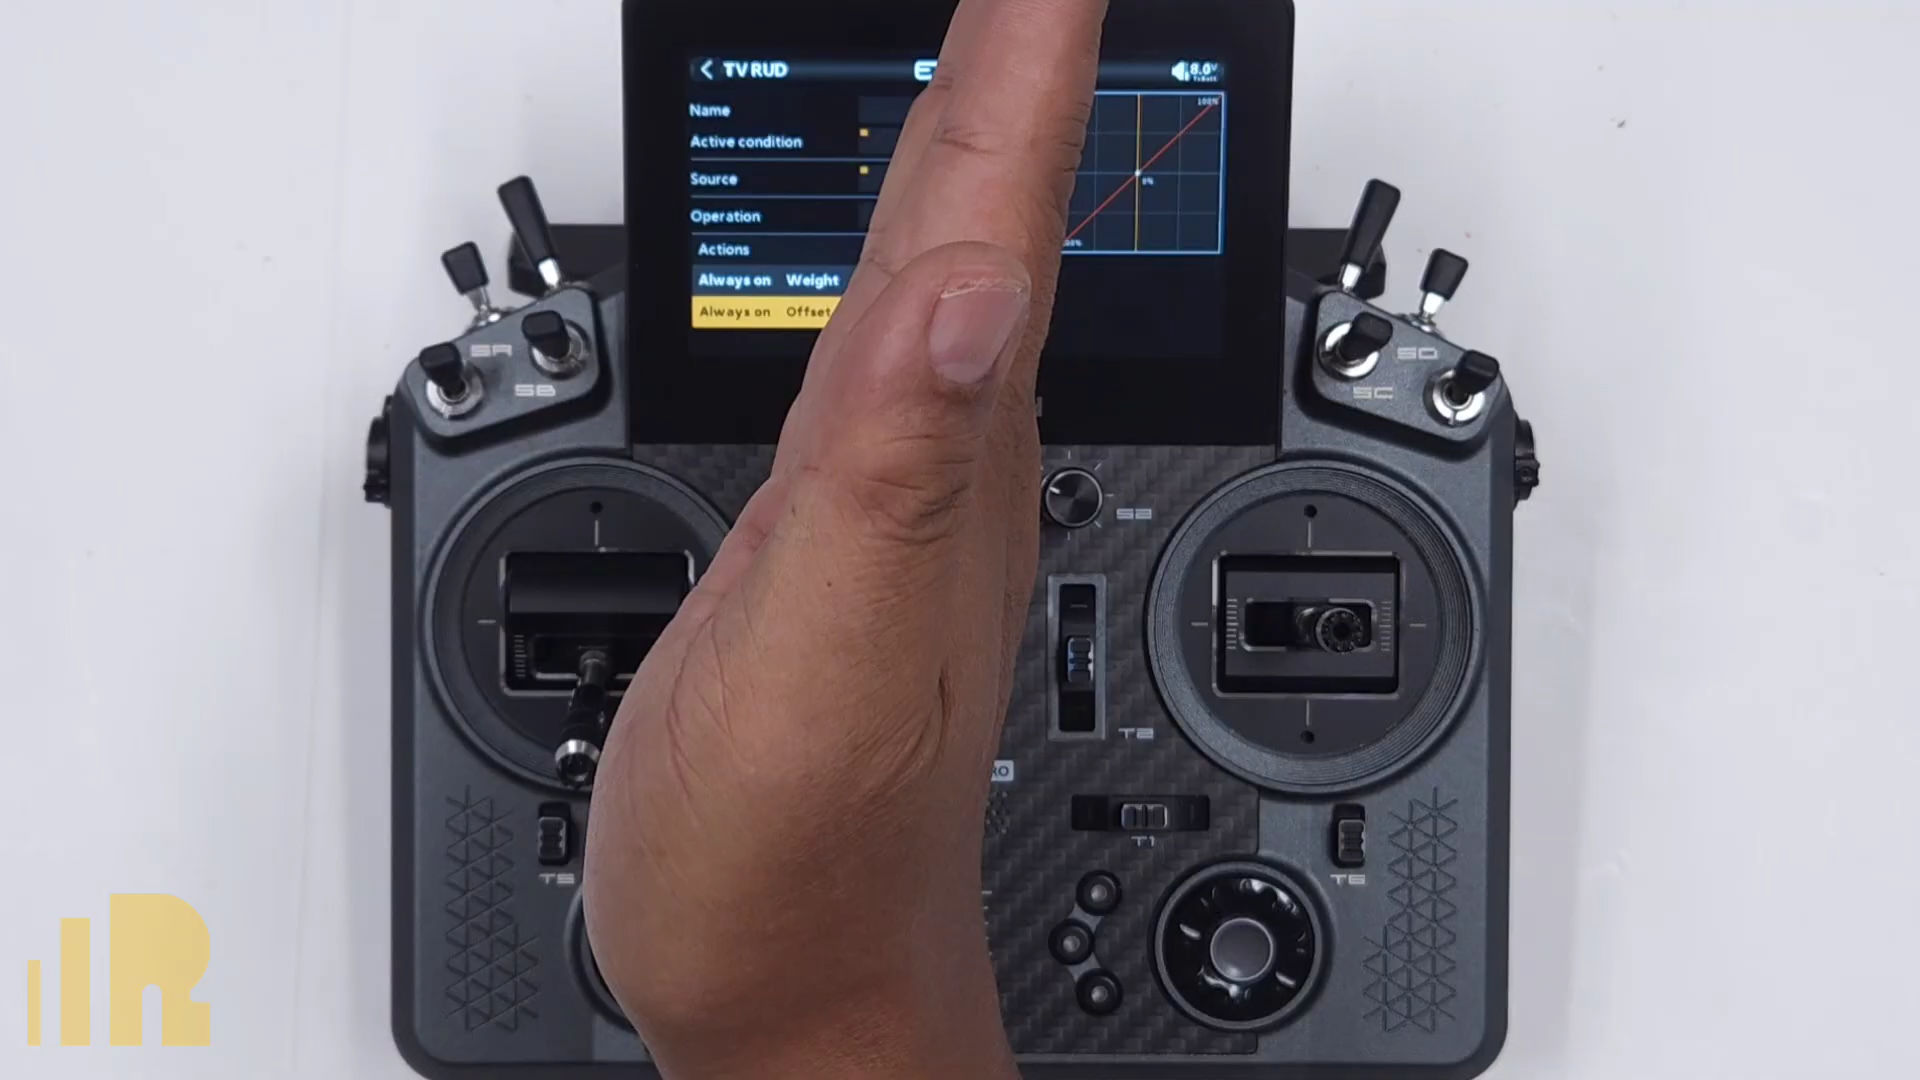 TV RUD
8.0V
TxBatt
Name
Active condition
Source
Operation
Actions
Always on Weight
Always on Offset
100%
0%
SA
SB
SD
SC
S2
T2
T1
T5
T6